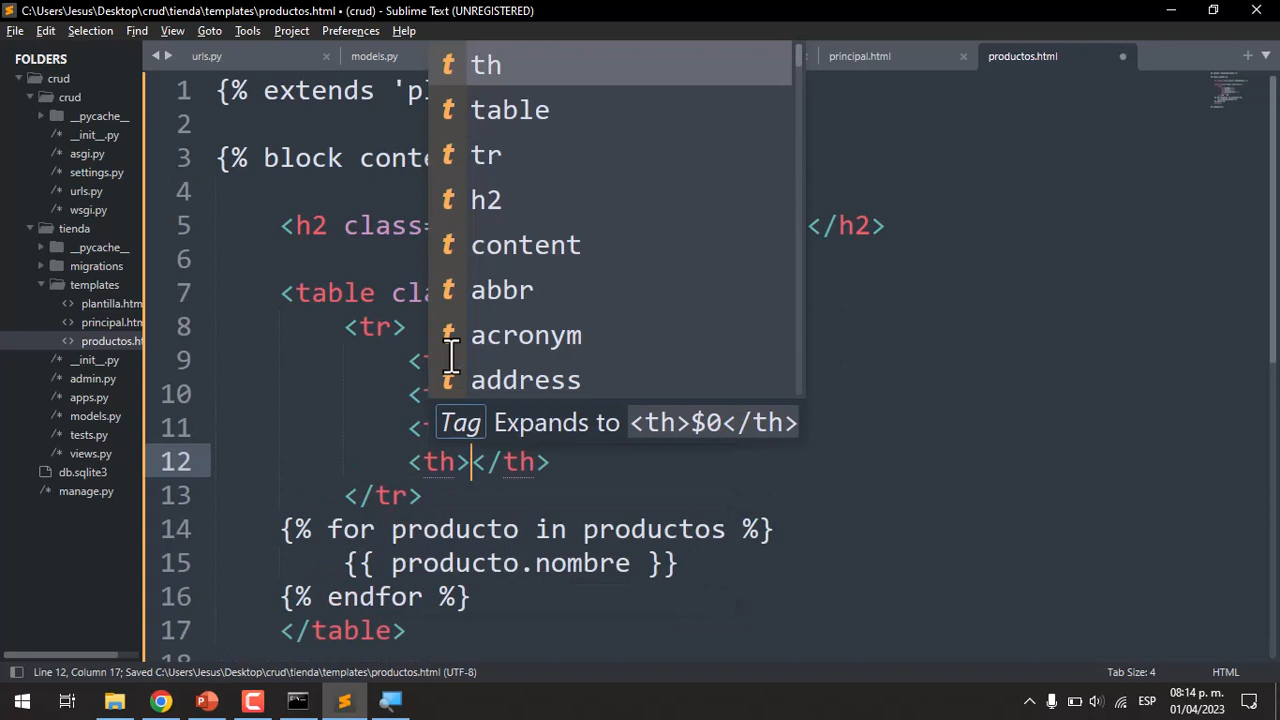 C:\Users\Jesus\Desktop\crud\tienda\templates\productos.html • (crud) - Sublime Text (UNREGISTERED)
File Edit Selection Find View Goto Tools Project Preferences Help
FOLDERS
crud
crud
__pycache__
__init__.py
asgi.py
settings.py
urls.py
wsgi.py
tienda
__pycache__
migrations
templates
plantilla.htm
principal.htm
productos.ht
__init__.py
admin.py
apps.py
models.py
tests.py
views.py
db.sqlite3
manage.py
urls.py
models.py
principal.html
productos.html
1 {% extends 'pl
2
3 {% block conte
4
5 <h2 class= </h2>
6
7 <table cla
8 <tr>
9 <t
10 <t
11 <t
12 <th></th>
13 </tr>
14 {% for producto in productos %}
15 {{ producto.nombre }}
16 {% endfor %}
17 </table>
t th
t table
t tr
t h2
t content
t abbr
t acronym
t address
Tag Expands to <th>$0</th>
Line 12, Column 17; Saved C:\Users\Jesus\Desktop\crud\tienda\templates\productos.html (UTF-8)
Tab Size: 4
HTML
ESP
08:14 p. m.
01/04/2023